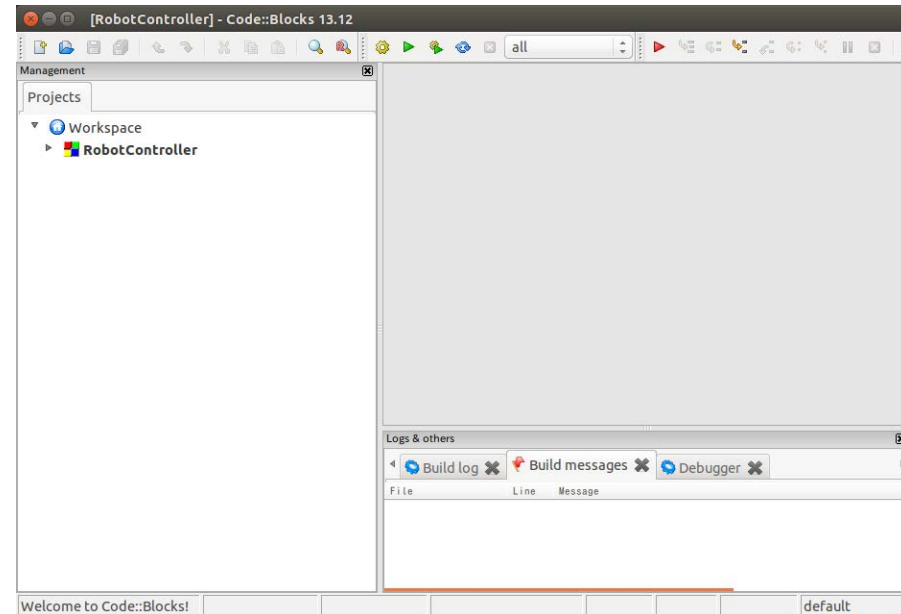 [RobotController] - Code::Blocks 13.12
all
Management
Projects
Workspace
RobotController
Logs & others
Build log
Build messages
Debugger
File Line Message
Welcome to Code::Blocks!
default